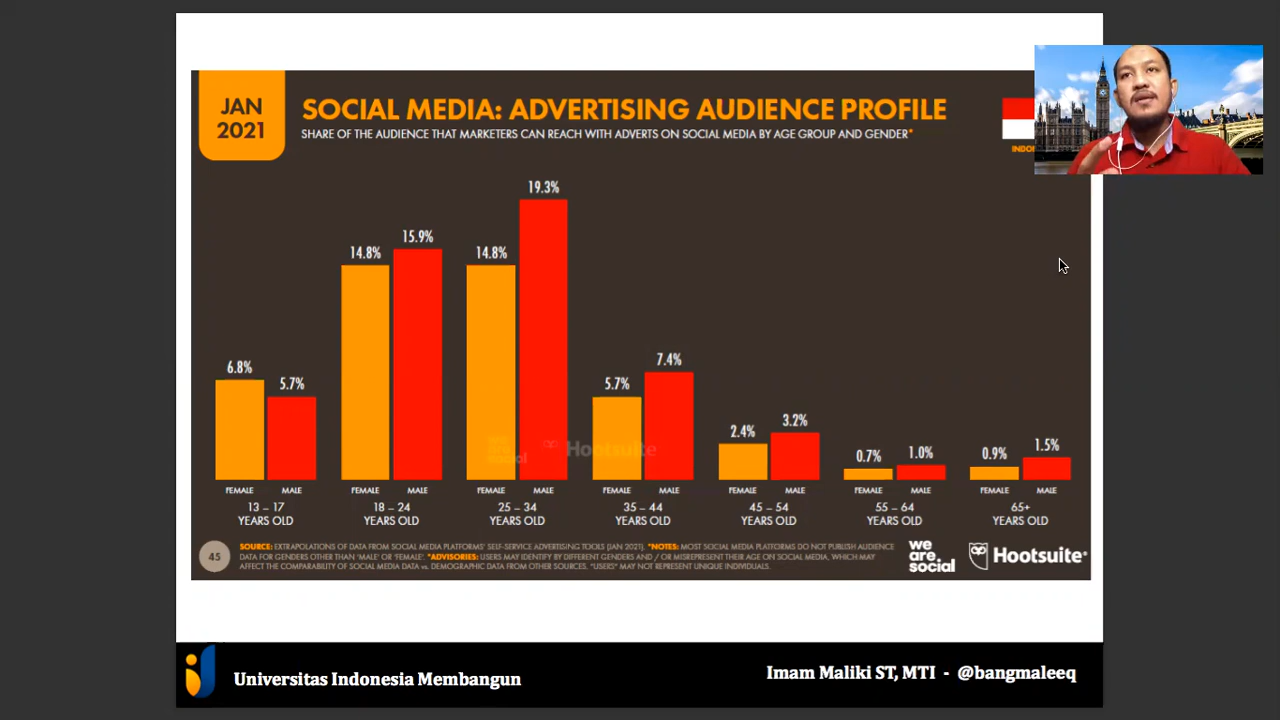 JAN
2021
SOCIAL MEDIA: ADVERTISING AUDIENCE PROFILE
SHARE OF THE AUDIENCE THAT MARKETERS CAN REACH WITH ADVERTS ON SOCIAL MEDIA BY AGE GROUP AND GENDER*
6.8% 5.7% 14.8% 15.9% 14.8% 19.3% 5.7% 7.4% 2.4% 3.2% 0.7% 1.0% 0.9% 1.5%
Hootsuite
FEMALE MALE FEMALE MALE FEMALE MALE FEMALE MALE FEMALE MALE FEMALE MALE FEMALE MALE
13 – 17 18 – 24 25 – 34 35 – 44 45 – 54 55 – 64 65+
YEARS OLD YEARS OLD YEARS OLD YEARS OLD YEARS OLD YEARS OLD YEARS OLD
45
SOURCE: EXTRAPOLATIONS OF DATA FROM SOCIAL MEDIA PLATFORMS' SELF-SERVICE ADVERTISING TOOLS (JAN 2021). *NOTES: MOST SOCIAL MEDIA PLATFORMS DO NOT PUBLISH AUDIENCE
DATA FOR GENDERS OTHER THAN 'MALE' OR 'FEMALE'. *ADVISORIES: USERS MAY IDENTIFY BY DIFFERENT GENDERS AND / OR MISREPRESENT THEIR AGE ON SOCIAL MEDIA, WHICH MAY
AFFECT THE COMPARABILITY OF SOCIAL MEDIA DATA vs. DEMOGRAPHIC DATA FROM OTHER SOURCES. "USERS" MAY NOT REPRESENT UNIQUE INDIVIDUALS.
we
are
social
Hootsuite®
Universitas Indonesia Membangun
Imam Maliki ST, MTI - @bangmaleeq